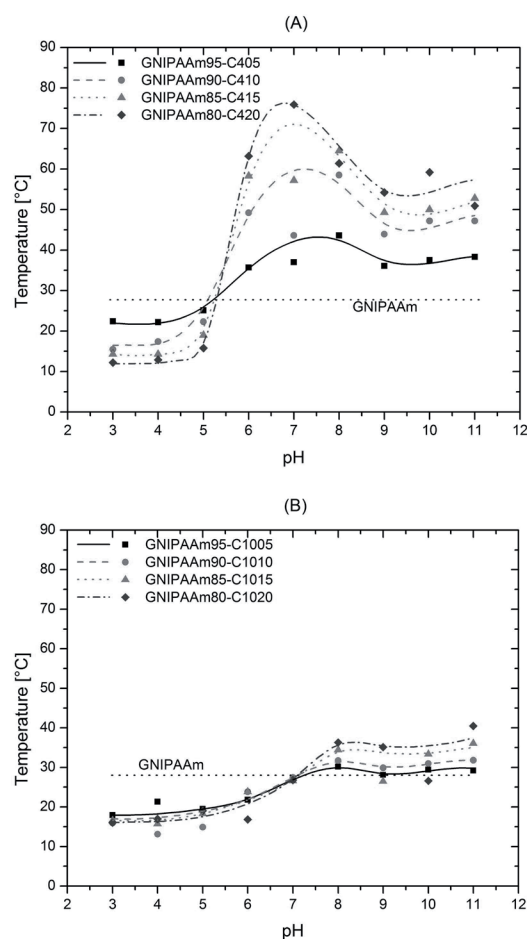 (A)
90
80
70
60
50
40
30
20
10
0
Temperature [°C]
GNIPAAm95-C405
GNIPAAm90-C410
GNIPAAm85-C415
GNIPAAm80-C420
GNIPAAm
2 3 4 5 6 7 8 9 10 11 12
pH
(B)
90
80
70
60
50
40
30
20
10
0
Temperature [°C]
GNIPAAm95-C1005
GNIPAAm90-C1010
GNIPAAm85-C1015
GNIPAAm80-C1020
GNIPAAm
2 3 4 5 6 7 8 9 10 11 12
pH